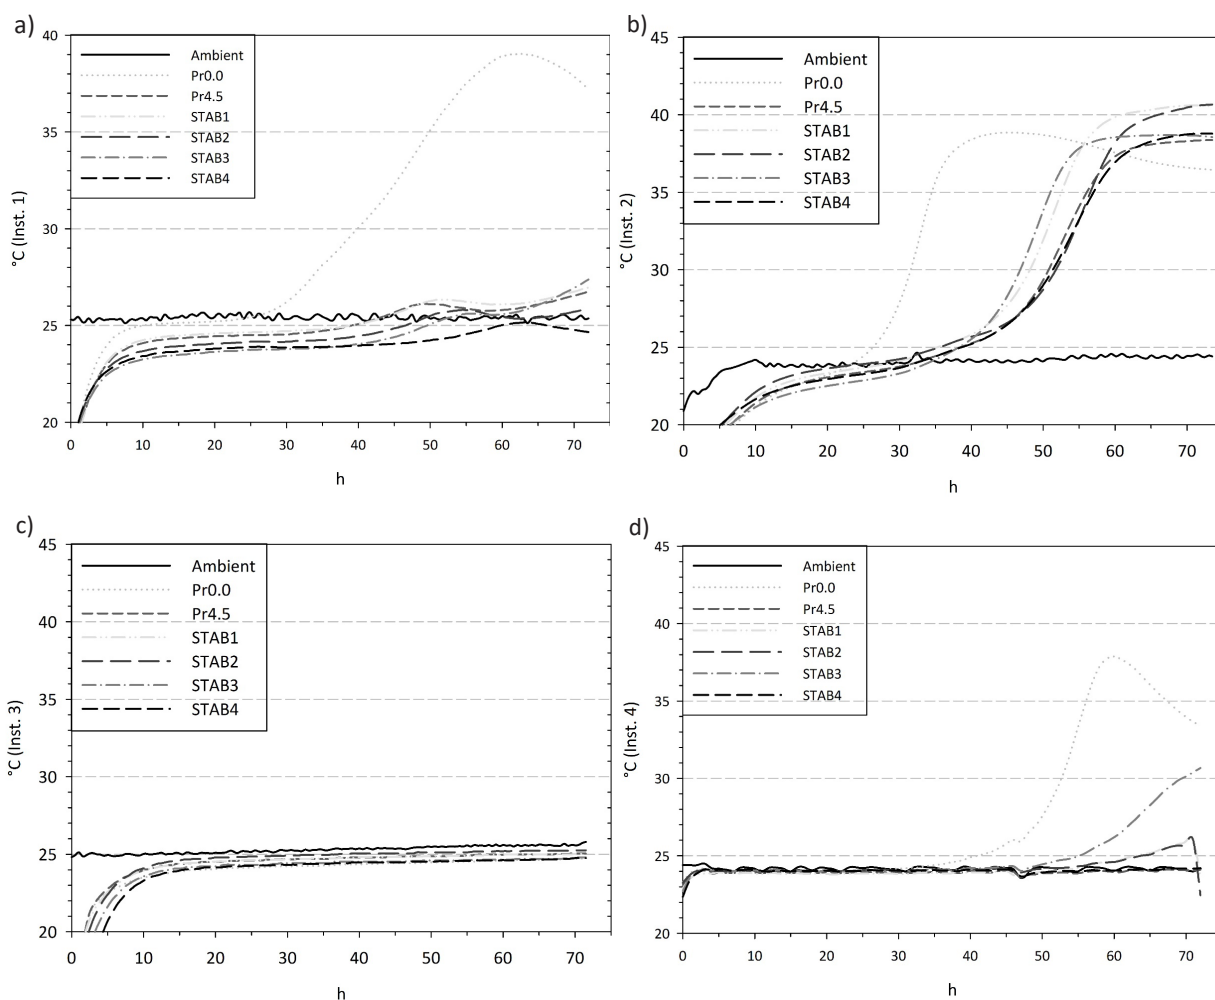 a)
40
35
30
25
20
°C (Inst. 1)
Ambient
Pr0.0
Pr4.5
STAB1
STAB2
STAB3
STAB4
0 10 20 30 40 50 60 70
h
b)
45
40
35
30
25
20
°C (Inst. 2)
Ambient
Pr0.0
Pr4.5
STAB1
STAB2
STAB3
STAB4
0 10 20 30 40 50 60 70
h
c)
45
40
35
30
25
20
°C (Inst. 3)
Ambient
Pr0.0
Pr4.5
STAB1
STAB2
STAB3
STAB4
0 10 20 30 40 50 60 70
h
d)
45
40
35
30
25
20
°C (Inst. 4)
Ambient
Pr0.0
Pr4.5
STAB1
STAB2
STAB3
STAB4
0 10 20 30 40 50 60 70
h